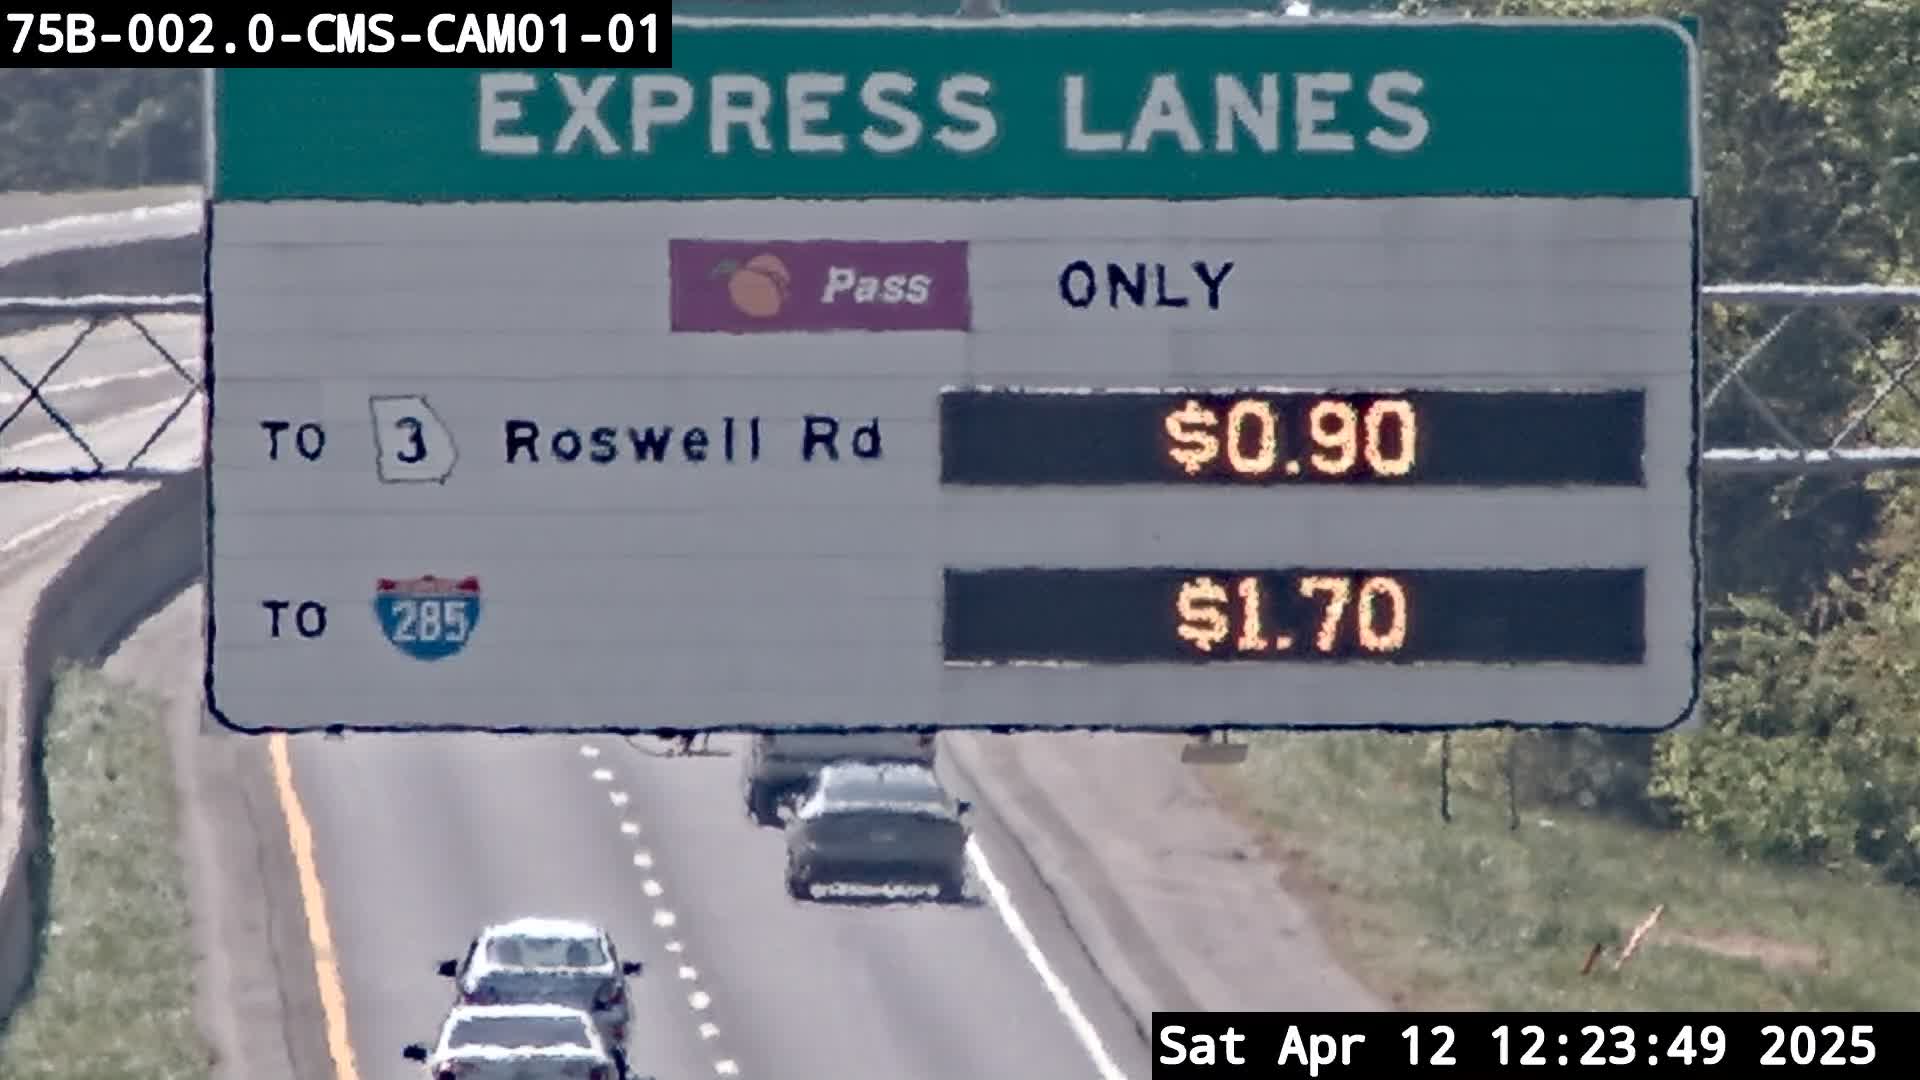 75B-002.0-CMS-CAM01-01
EXPRESS LANES
Pass ONLY
TO 3 Roswell Rd $0.90
TO 285 $1.70
Sat Apr 12 12:23:49 2025